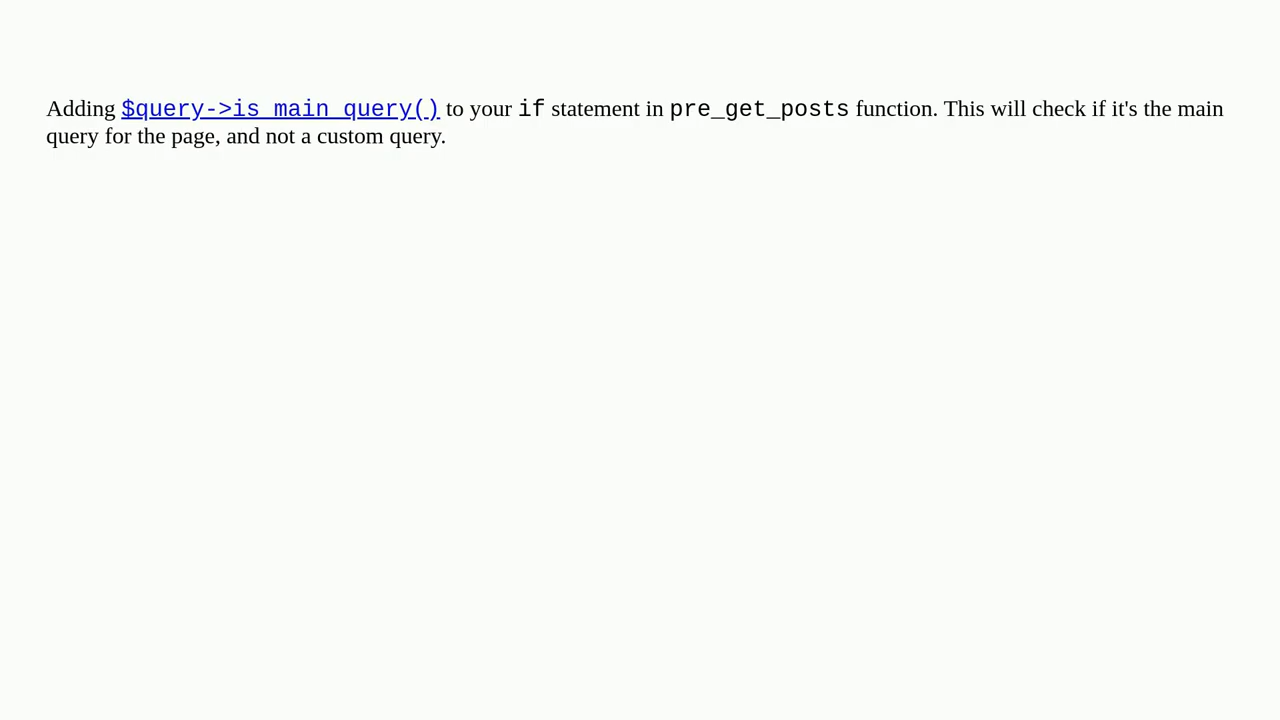 Adding $query->is_main_query() to your if statement in pre_get_posts function. This will check if it's the main
query for the page, and not a custom query.